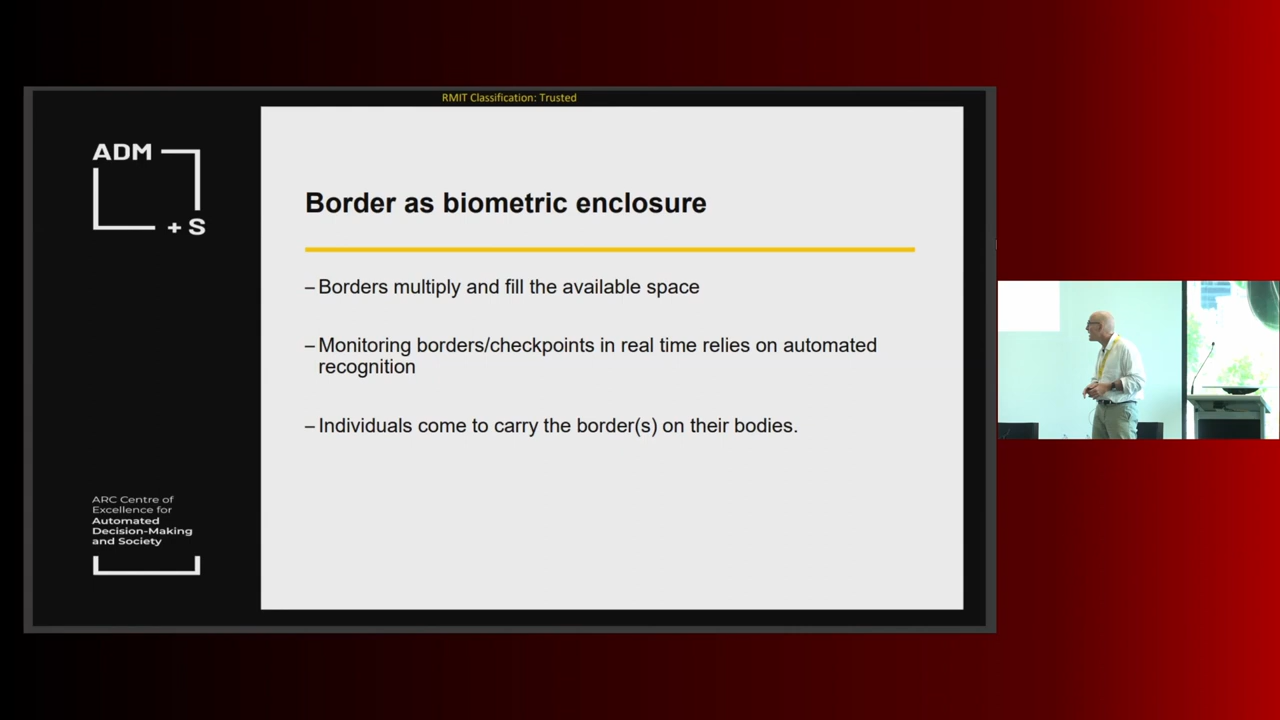 RMIT Classification: Trusted
ADM
+ S
Border as biometric enclosure
– Borders multiply and fill the available space
– Monitoring borders/checkpoints in real time relies on automated
recognition
– Individuals come to carry the border(s) on their bodies.
ARC Centre of
Excellence for
Automated
Decision-Making
and Society